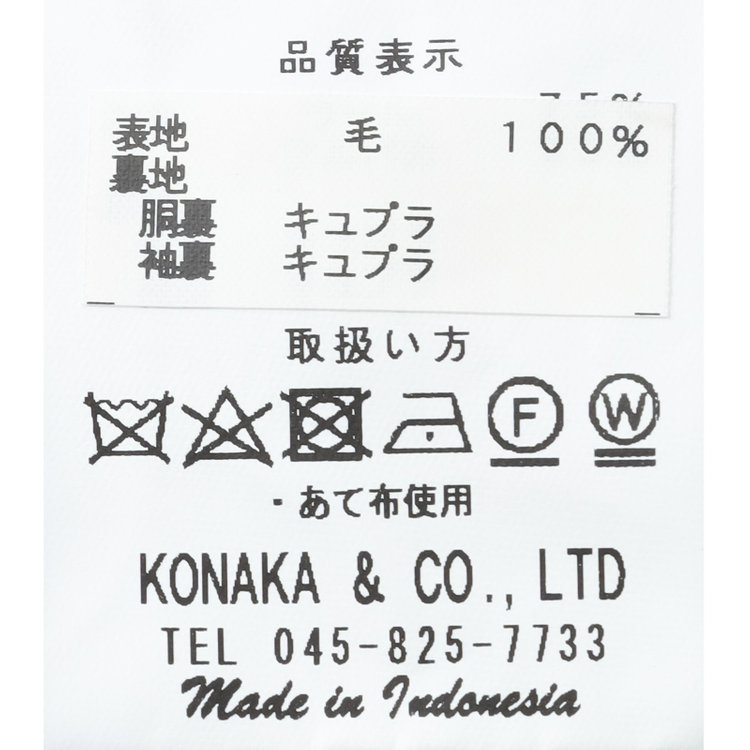 品質表示
表地 毛 100%
裏地
胴裏 キュプラ
袖裏 キュプラ
取扱い方
F W
・あて布使用
KONAKA & CO., LTD
TEL 045-825-7733
Made in Indonesia